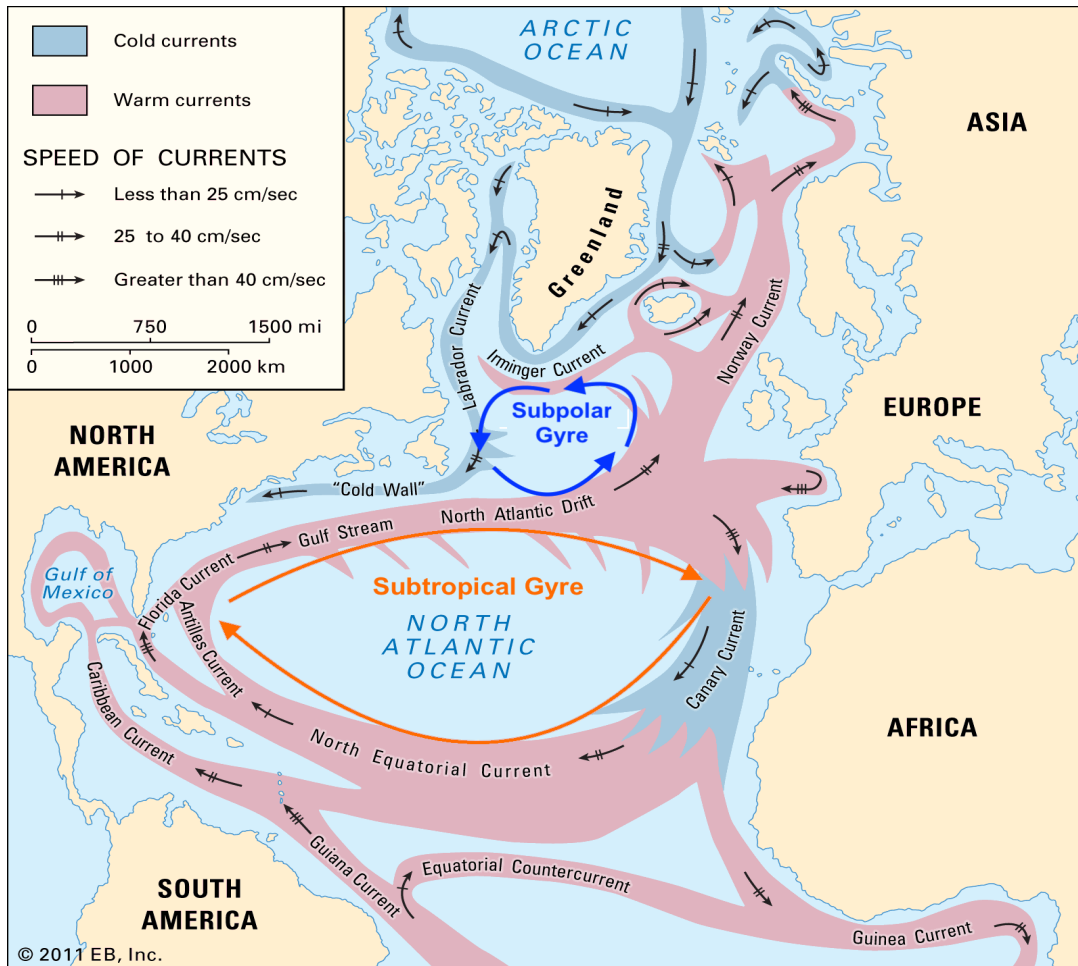 Cold currents
Warm currents
SPEED OF CURRENTS
Less than 25 cm/sec
25 to 40 cm/sec
Greater than 40 cm/sec
0 750 1500 mi
0 1000 2000 km
ARCTIC
OCEAN
ASIA
Greenland
Labrador Current
Irminger Current
Norway Current
Subpolar
Gyre
EUROPE
NORTH
AMERICA
"Cold Wall"
North Atlantic Drift
Gulf Stream
Gulf of
Mexico
Florida Current
Antilles Current
Subtropical Gyre
NORTH
ATLANTIC
OCEAN
Canary Current
Caribbean Current
North Equatorial Current
AFRICA
Guiana Current
Equatorial Countercurrent
SOUTH
AMERICA
Guinea Current
© 2011 EB, Inc.